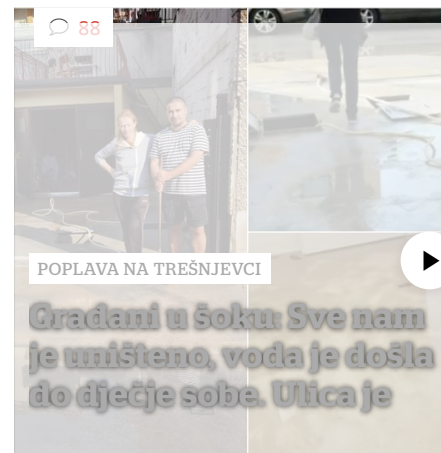 88
POPLAVA NA TREŠNJEVCI
Građani u šoku: Sve nam
je uništeno, voda je došla
do dječje sobe. Ulica je